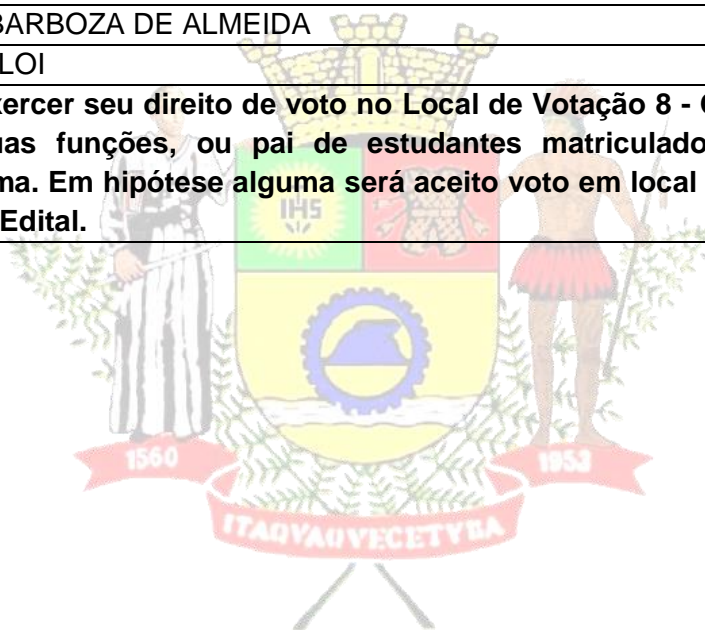 BARBOZA DE ALMEIDA
LOI
xercer seu direito de voto no Local de Votação 8 -
uas funções, ou pai de estudantes matriculado
ma. Em hipótese alguma será aceito voto em local
Edital.
IHS
1560
1953
ITAQVAQVECETVBA